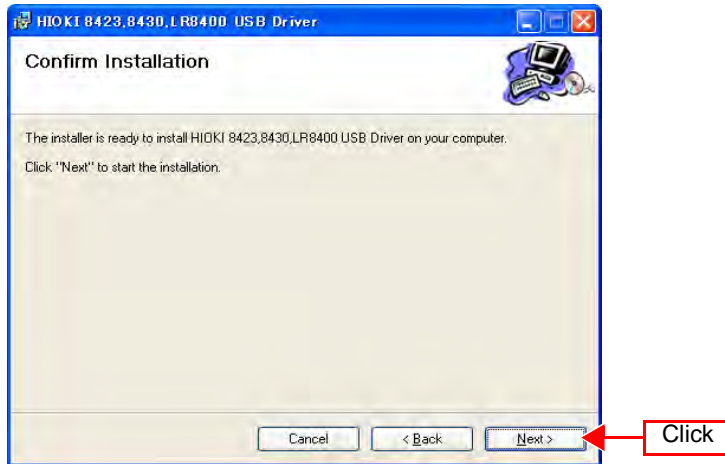 HIOKI 8423,8430,LR8400 USB Driver
Confirm Installation
The installer is ready to install HIOKI 8423,8430,LR8400 USB Driver on your computer.
Click "Next" to start the installation.
Cancel
< Back
Next >
Click